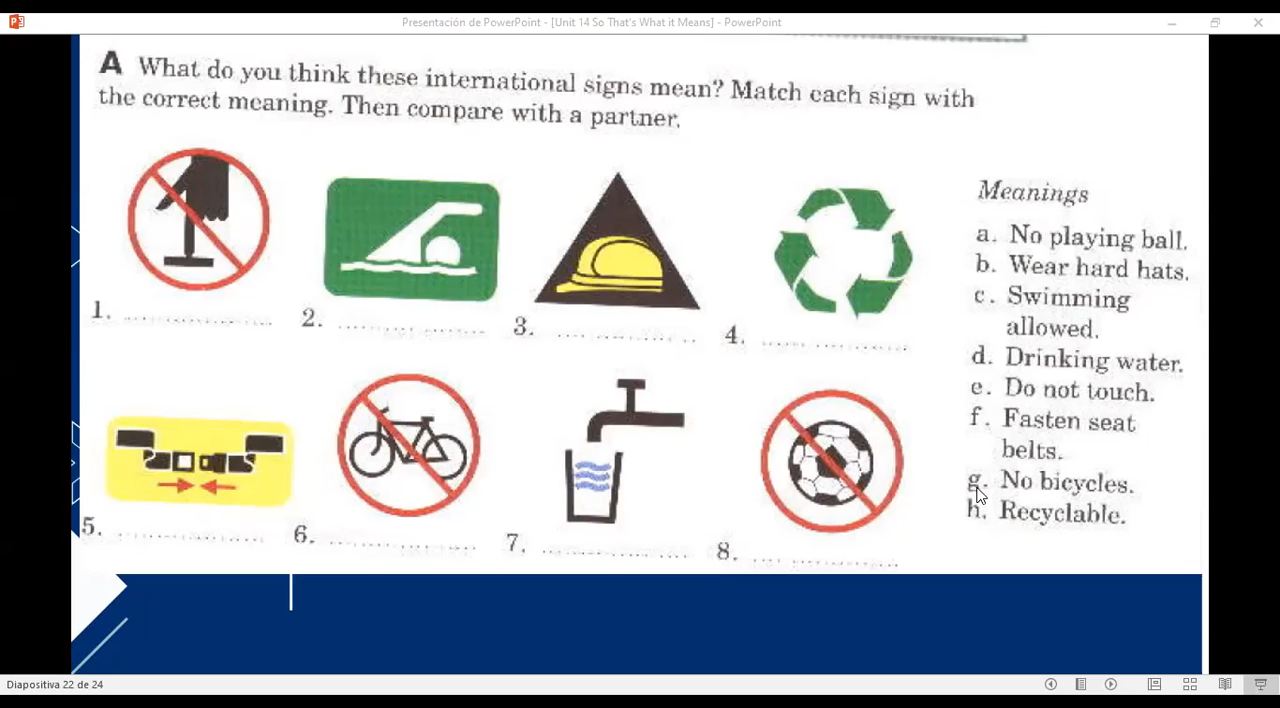 Presentación de PowerPoint - [Unit 14 So That's What it Means] - PowerPoint
A What do you think these international signs mean? Match each sign with
the correct meaning. Then compare with a partner.
1. ....................
2. ....................
3. ....................
4. ....................
5. ....................
6. ....................
7. ....................
8. ....................
Meanings
a. No playing ball.
b. Wear hard hats.
c. Swimming
allowed.
d. Drinking water.
e. Do not touch.
f. Fasten seat
belts.
g. No bicycles.
h. Recyclable.
Diapositiva 22 de 24